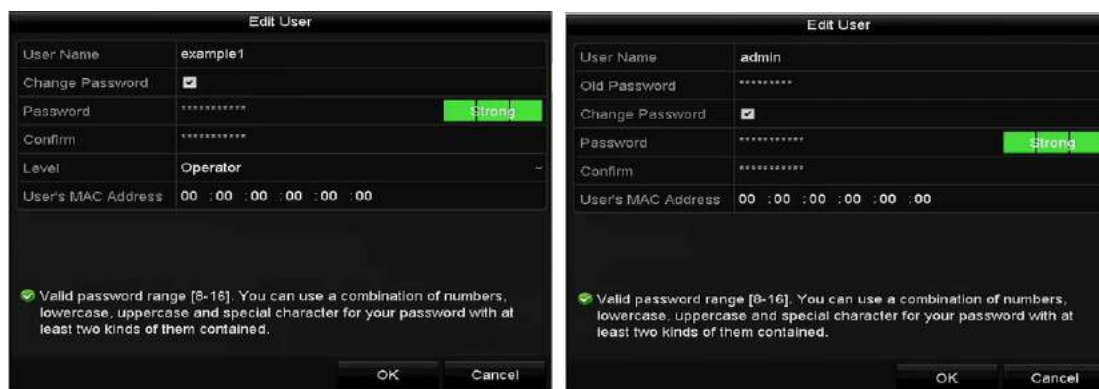 Edit User
User Name example1
Change Password
Password *********** Strong
Confirm ***********
Level Operator
User's MAC Address 00 :00 :00 :00 :00 :00
Valid password range [8-16]. You can use a combination of numbers,
lowercase, uppercase and special character for your password with at
least two kinds of them contained.
OK Cancel
Edit User
User Name admin
Old Password *********
Change Password
Password *********** Strong
Confirm ***********
User's MAC Address 00 :00 :00 :00 :00 :00
Valid password range [8-16]. You can use a combination of numbers,
lowercase, uppercase and special character for your password with at
least two kinds of them contained.
OK Cancel